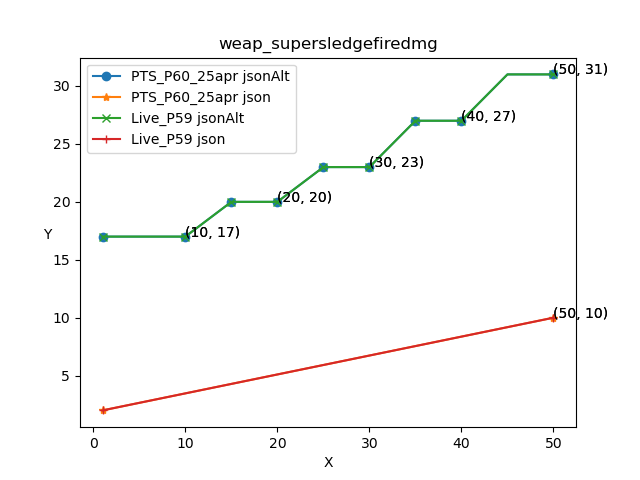 weap_supersledgefiredmg
PTS_P60_25apr jsonAlt
PTS_P60_25apr json
Live_P59 jsonAlt
Live_P59 json
(50, 31)
(40, 27)
(30, 23)
(20, 20)
(10, 17)
(50, 10)
Y
30
25
20
15
10
5
0
10
20
30
40
50
X